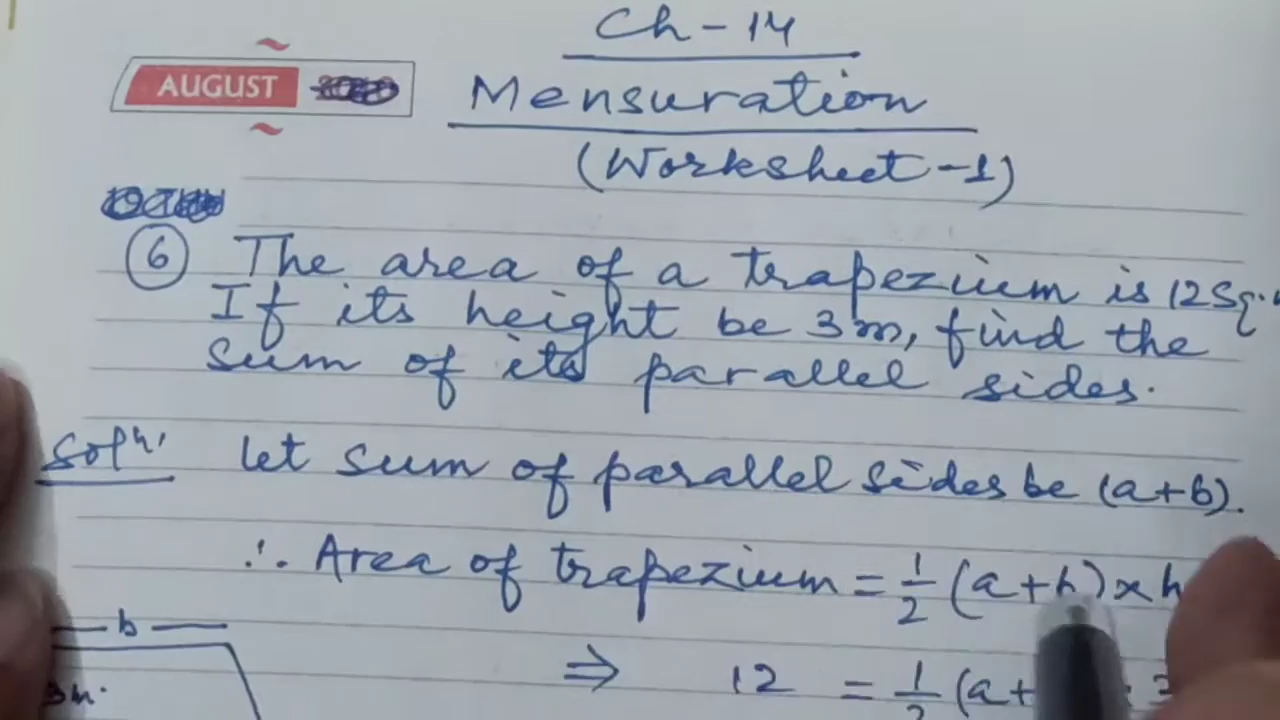 Ch-14
AUGUST
Mensuration
(Worksheet-1)
6 The area of a trapezium is 12 Sq.
If its height be 3m, find the
sum of its parallel sides.
Solⁿ. let sum of parallel sides be (a+b).
∴ Area of trapezium = 1/2 (a+b) x h
b
⇒ 12 = 1/2 (a+